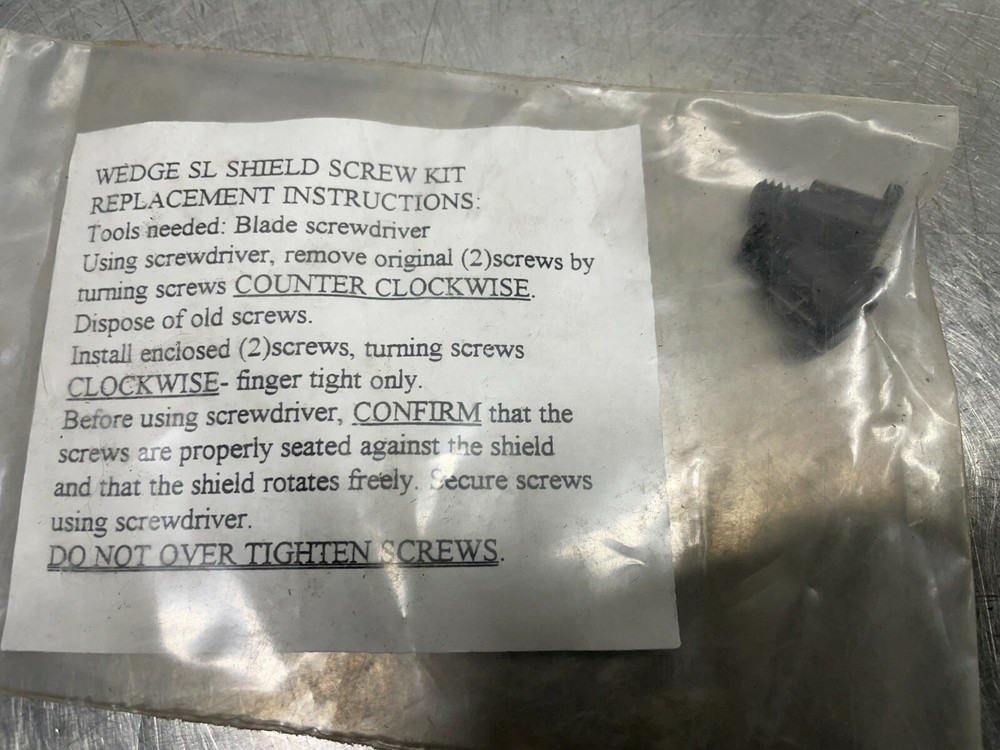 WEDGE SL SHIELD SCREW KIT
REPLACEMENT INSTRUCTIONS:
Tools needed: Blade screwdriver
Using screwdriver, remove original (2)screws by
turning screws COUNTER CLOCKWISE.
Dispose of old screws.
Install enclosed (2)screws, turning screws
CLOCKWISE- finger tight only.
Before using screwdriver, CONFIRM that the
screws are properly seated against the shield
and that the shield rotates freely. Secure screws
using screwdriver.
DO NOT OVER TIGHTEN SCREWS.